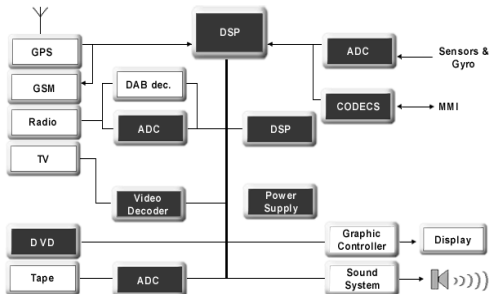 DSP
GPS
ADC
Sensors &
Gyro
GSM
DAB dec.
CODECS
MMI
Radio
ADC
DSP
TV
Video
Decoder
Power
Supply
DVD
Graphic
Controller
Display
Tape
ADC
Sound
System